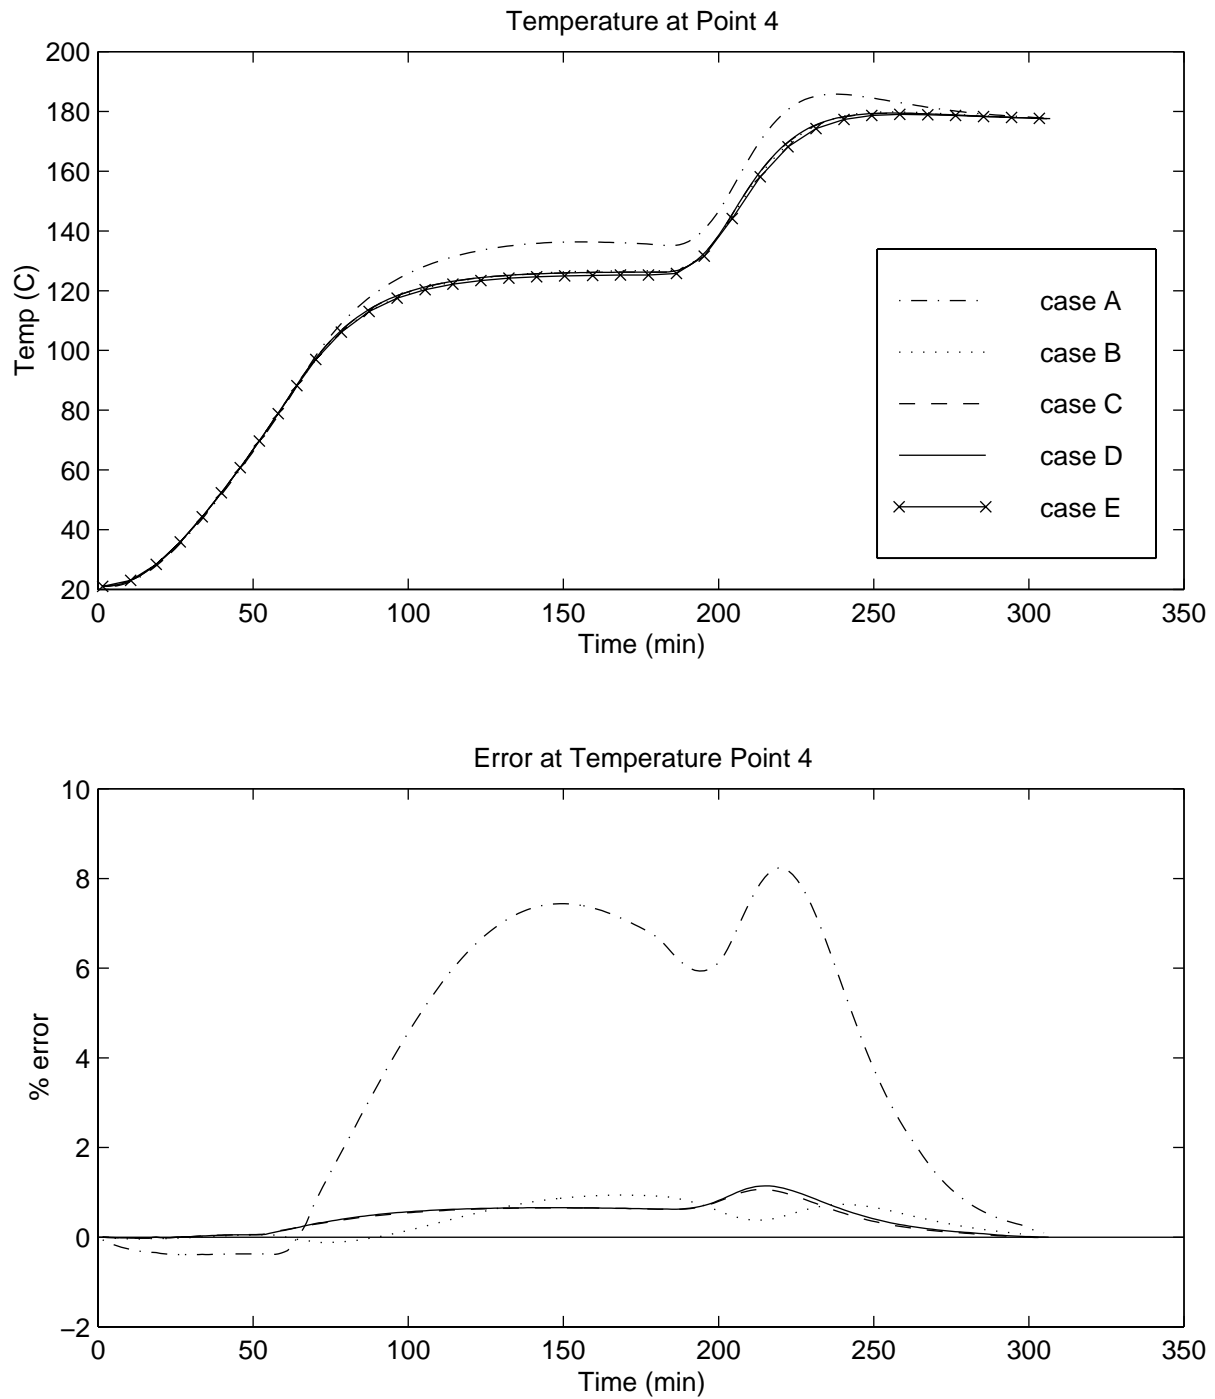 Temperature at Point 4
200
180
160
140
120
100
80
60
40
20
Temp (C)
0 50 100 150 200 250 300 350
Time (min)
case A
case B
case C
case D
case E
Error at Temperature Point 4
10
8
6
4
2
0
–2
% error
0 50 100 150 200 250 300 350
Time (min)